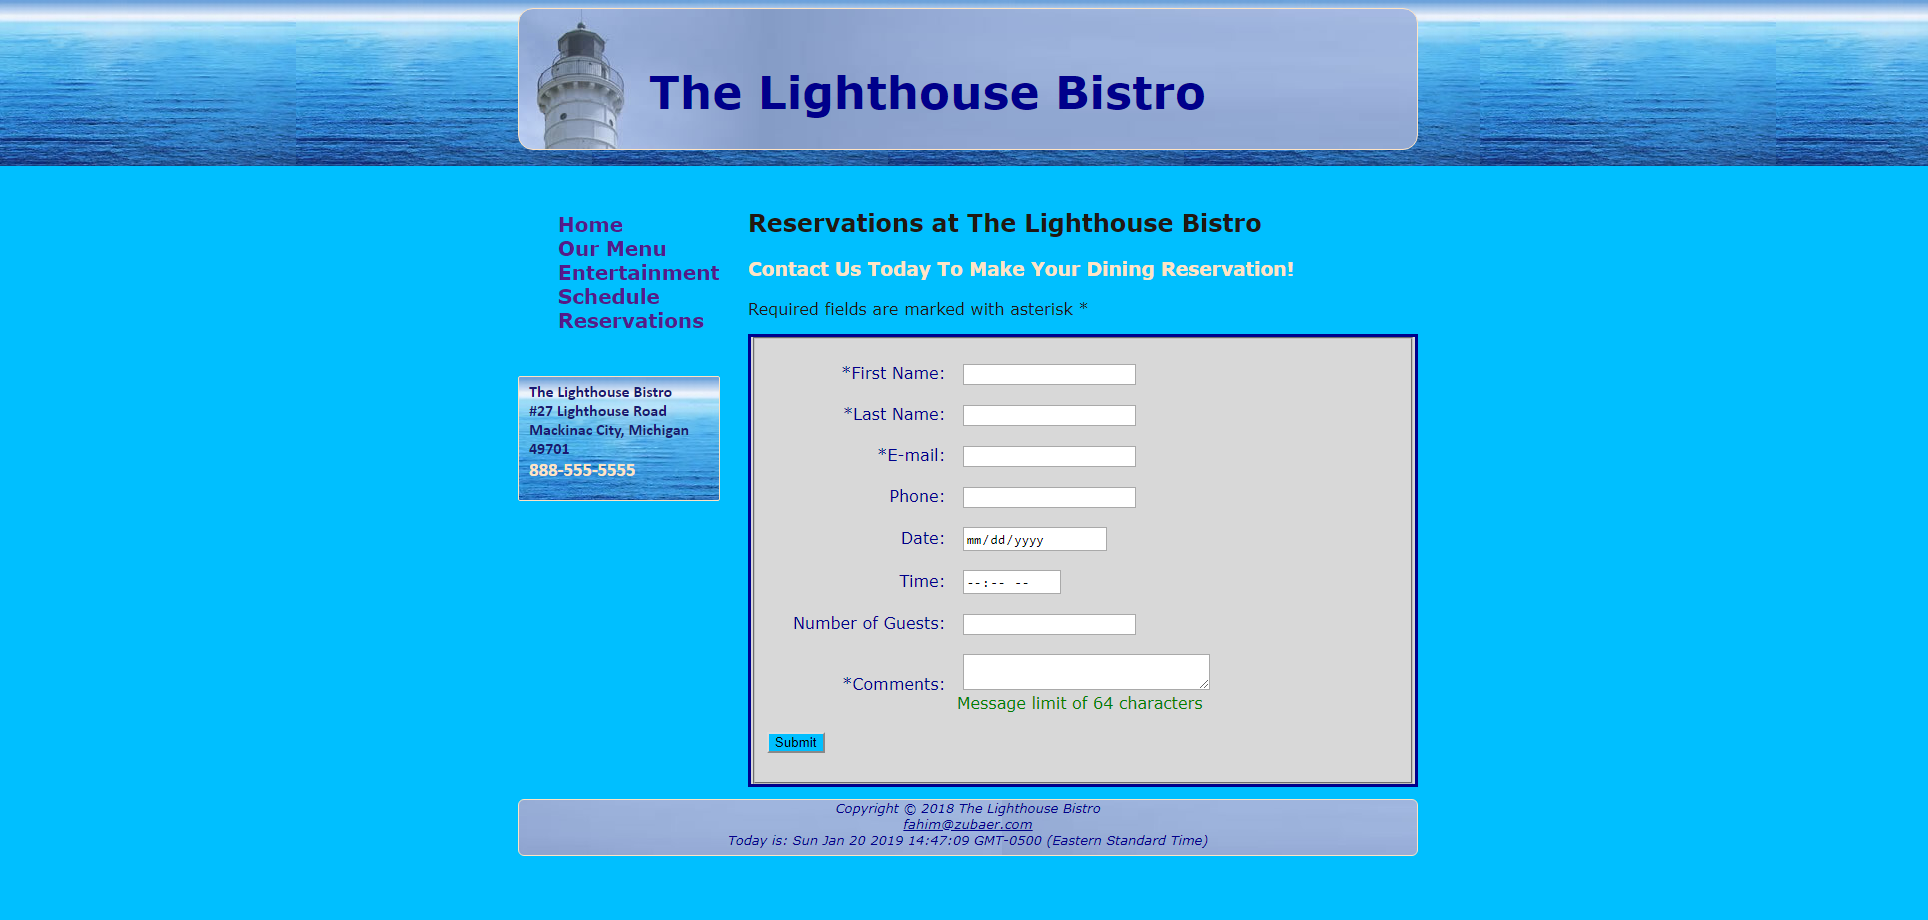 The Lighthouse Bistro
Home
Our Menu
Entertainment
Schedule
Reservations
The Lighthouse Bistro
#27 Lighthouse Road
Mackinac City, Michigan
49701
888-555-5555
Reservations at The Lighthouse Bistro
Contact Us Today To Make Your Dining Reservation!
Required fields are marked with asterisk *
*First Name:
*Last Name:
*E-mail:
Phone:
Date: mm/dd/yyyy
Time: --:-- --
Number of Guests:
*Comments:
Message limit of 64 characters
Submit
Copyright © 2018 The Lighthouse Bistro
fahim@zubaer.com
Today is: Sun Jan 20 2019 14:47:09 GMT-0500 (Eastern Standard Time)